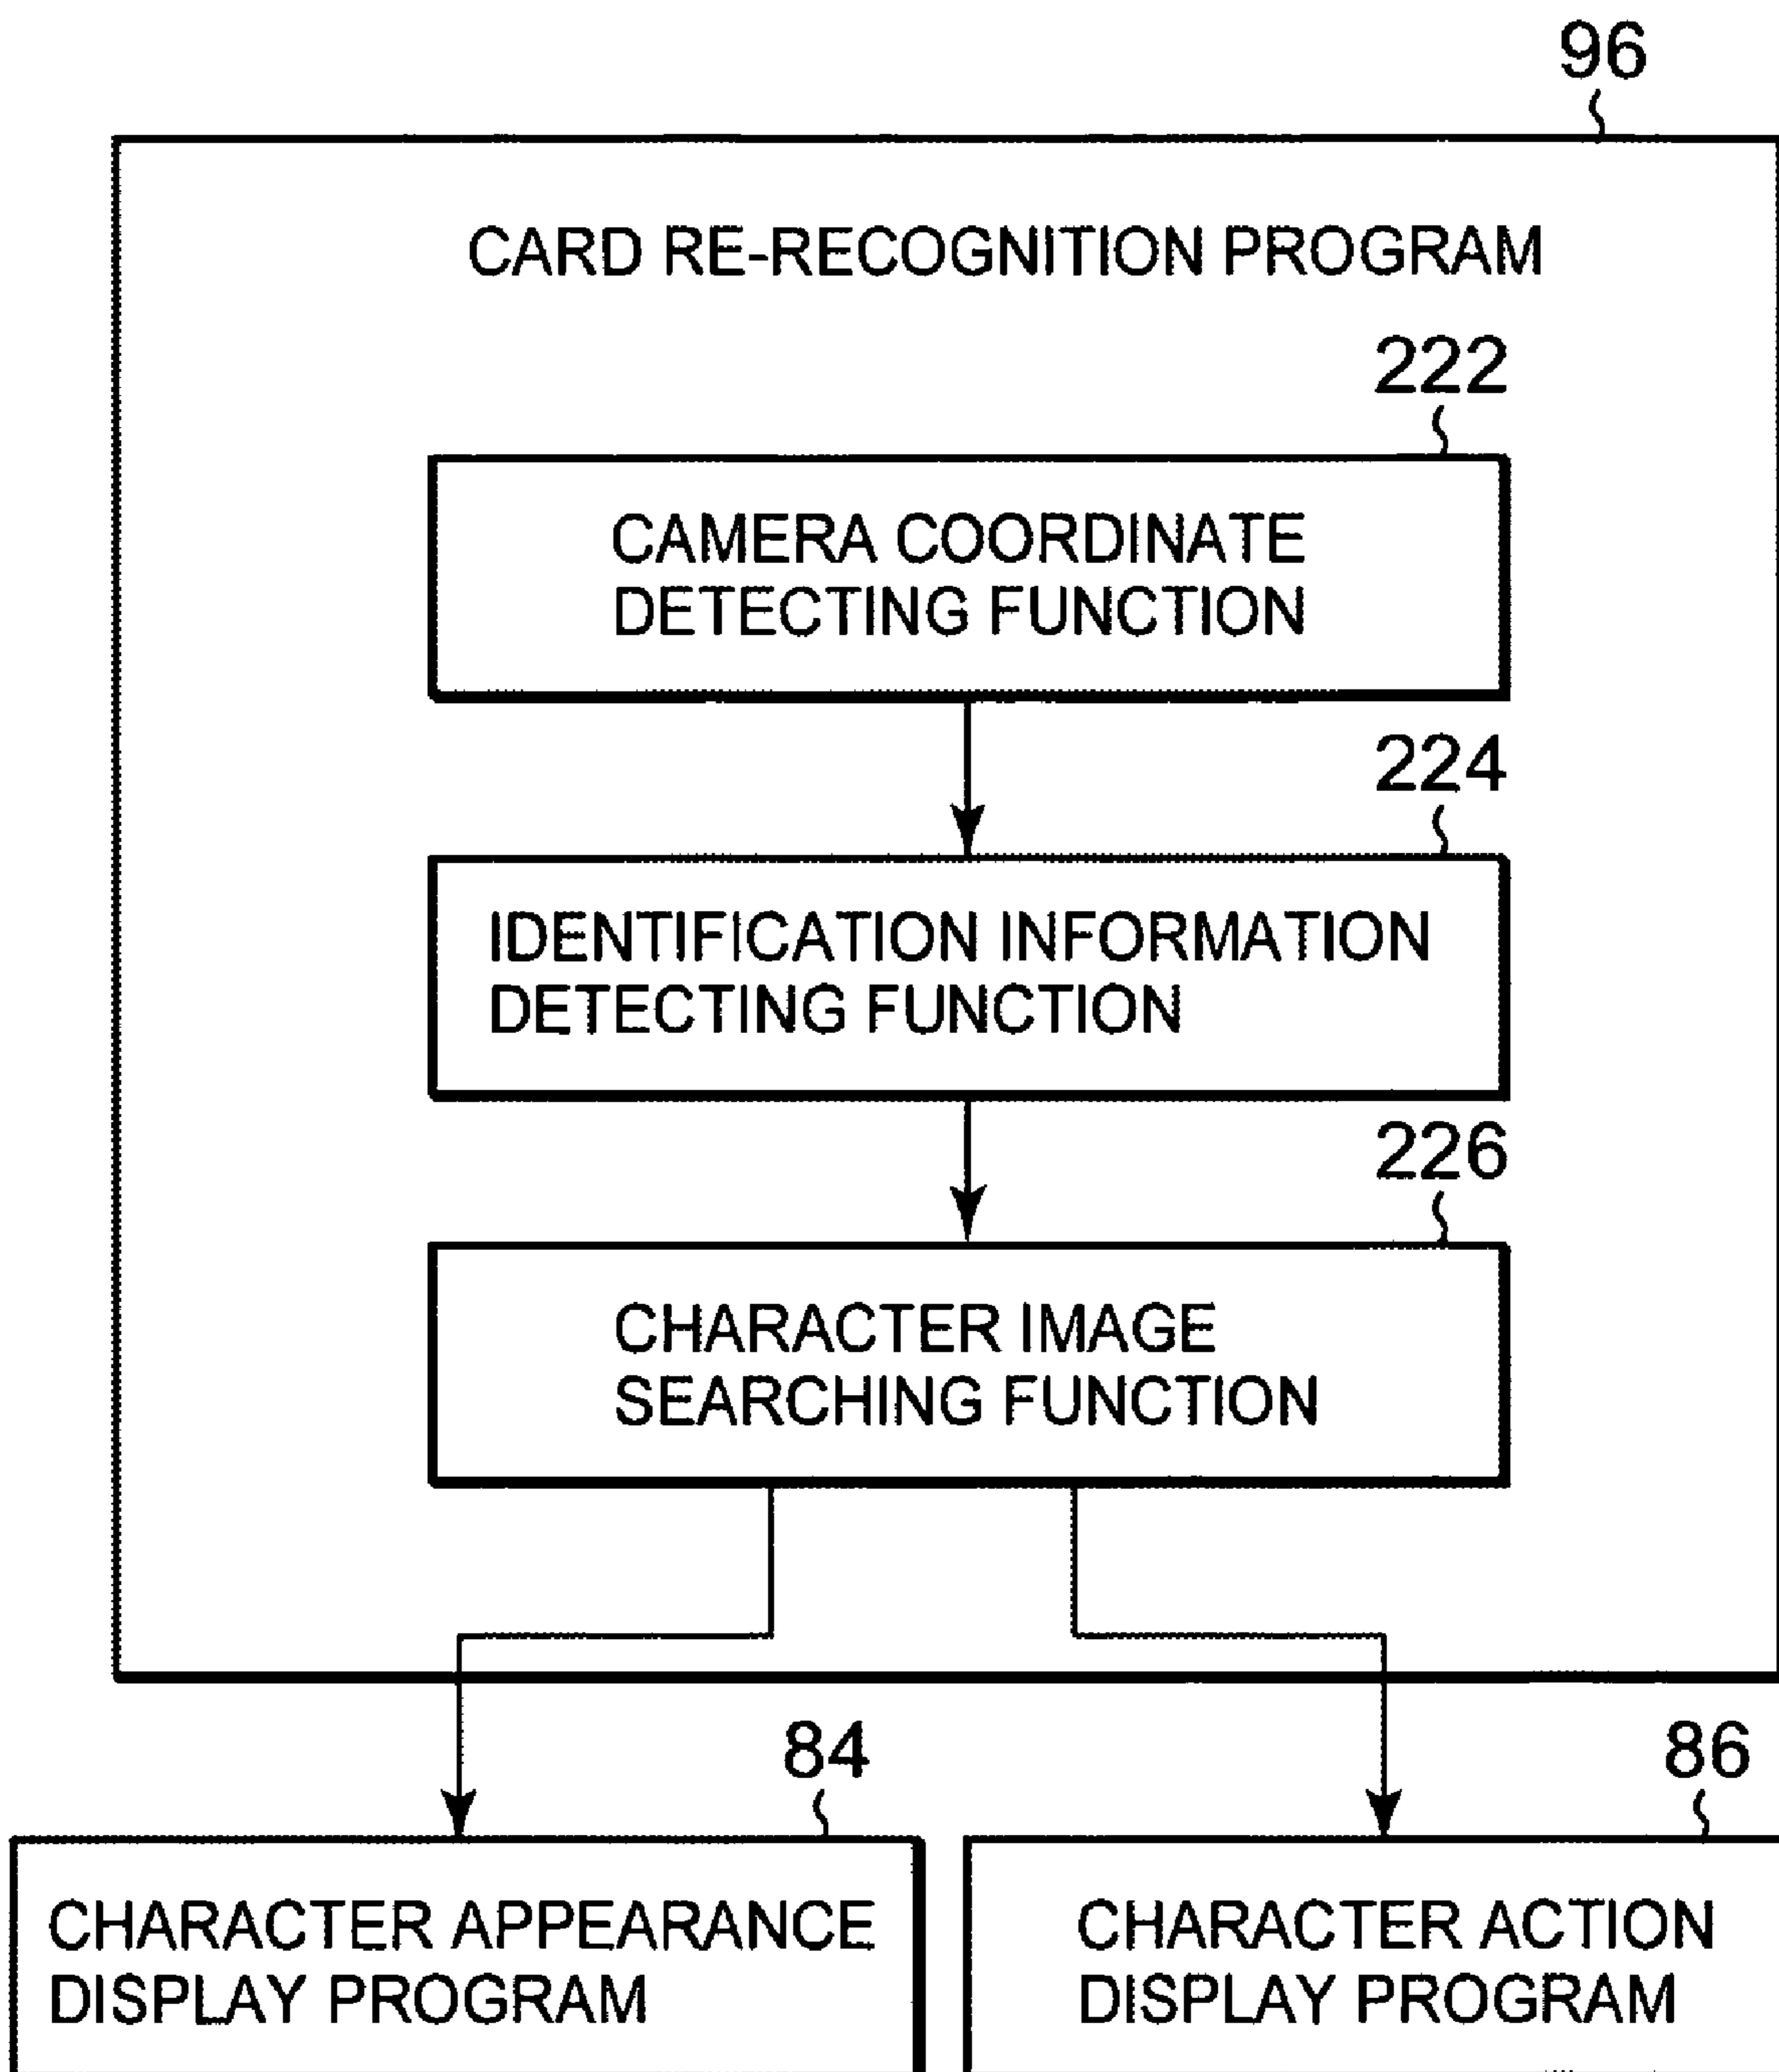 96
CARD RE-RECOGNITION PROGRAM
222
CAMERA COORDINATE
DETECTING FUNCTION
224
IDENTIFICATION INFORMATION
DETECTING FUNCTION
226
CHARACTER IMAGE
SEARCHING FUNCTION
84
CHARACTER APPEARANCE
DISPLAY PROGRAM
86
CHARACTER ACTION
DISPLAY PROGRAM